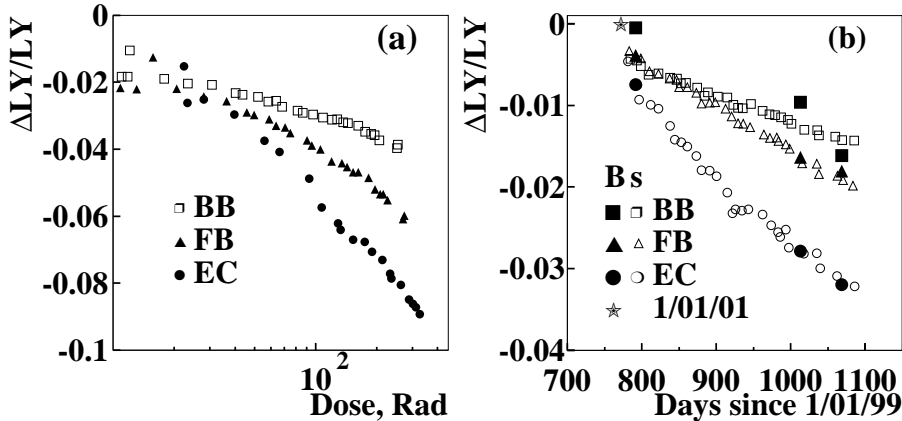 ΔLY/LY
0
-0.02
-0.04
-0.06
-0.08
-0.1
(a)
BB
FB
EC
10²
Dose, Rad
ΔLY/LY
0
-0.01
-0.02
-0.03
-0.04
(b)
B s
BB
FB
EC
1/01/01
700 800 900 1000 1100
Days since 1/01/99